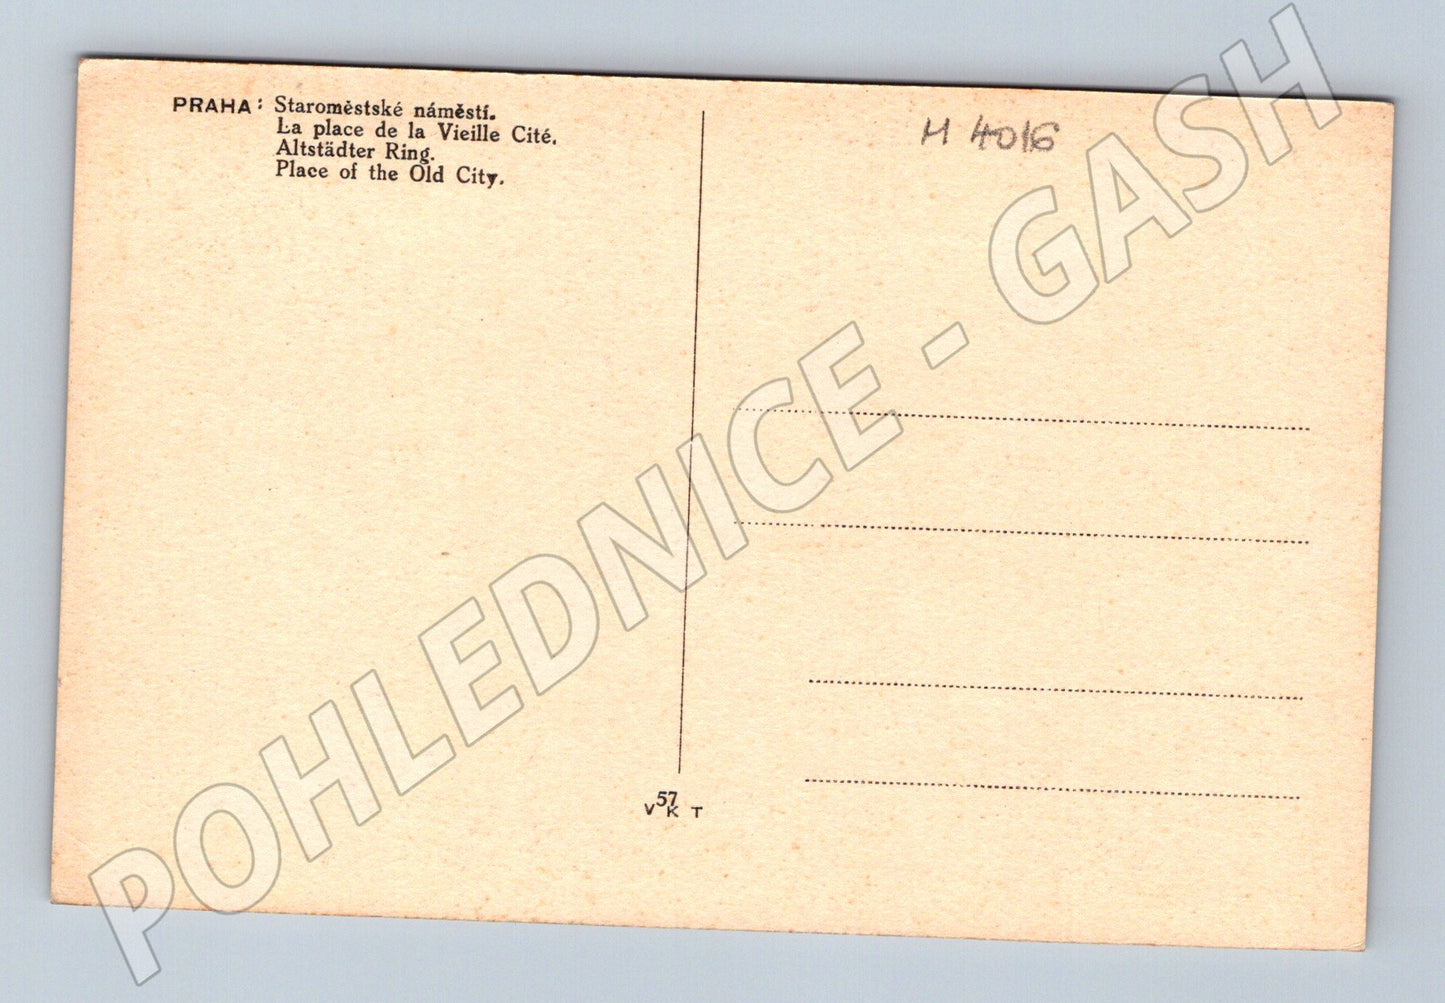 PRAHA: Staroměstské náměstí.
La place de la Vieille Cité.
Altstädter Ring.
Place of the Old City.
M 4016
57
V K T
POHLEDNICE - GASH